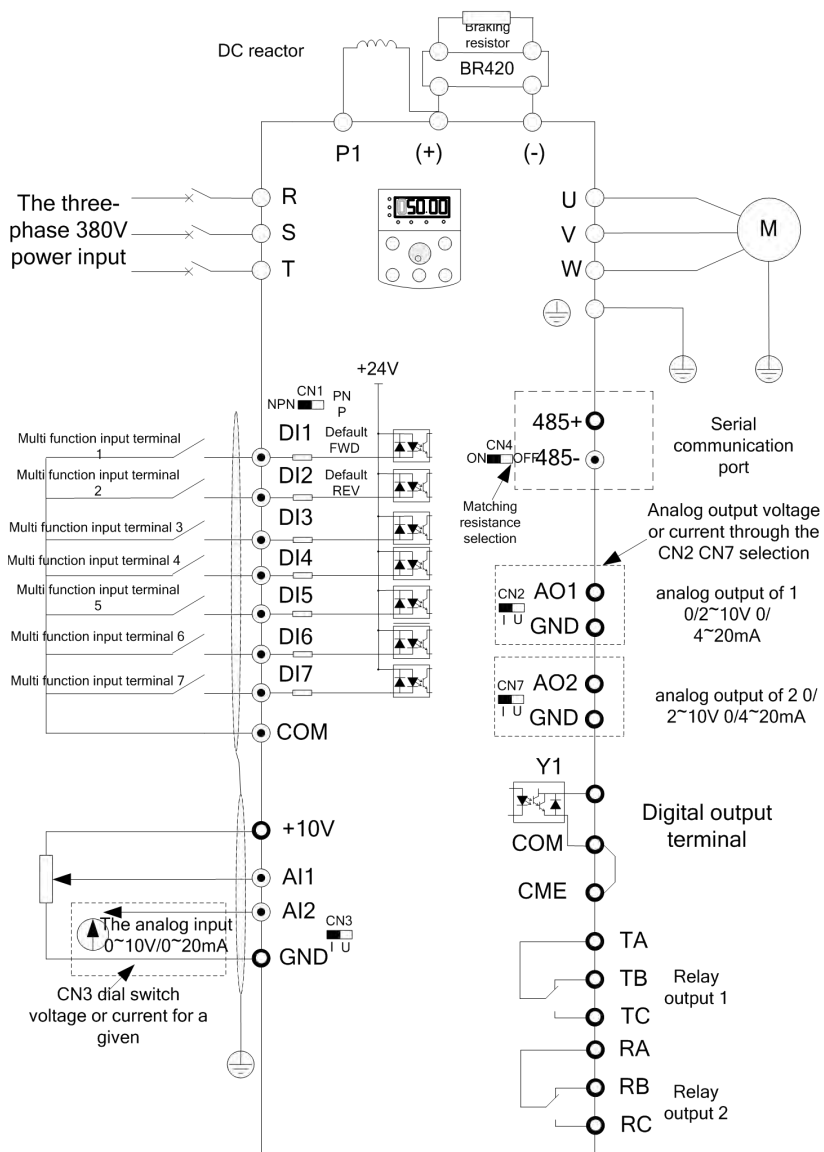 Braking
resistor
DC reactor
BR420
P1
(+)
(-)
The three-
phase 380V
power input
R
S
T
50.00
U
V
W
M
+24V
CN1
NPN
PN
P
DI1
Default
FWD
Multi function input terminal
1
DI2
Default
REV
Multi function input terminal
2
DI3
Multi function input terminal 3
DI4
Multi function input terminal 4
DI5
Multi function input terminal
5
DI6
Multi function input terminal 6
DI7
Multi function input terminal 7
COM
485+
CN4
ON
OFF
485-
Serial
communication
port
Matching
resistance
selection
Analog output voltage
or current through the
CN2 CN7 selection
CN2
I U
AO1
GND
analog output of 1
0/2~10V 0/
4~20mA
CN7
I U
AO2
GND
analog output of 2 0/
2~10V 0/4~20mA
Y1
COM
CME
Digital output
terminal
+10V
AI1
AI2
CN3
I U
GND
The analog input
0~10V/0~20mA
CN3 dial switch
voltage or current for a
given
TA
TB
TC
Relay
output 1
RA
RB
RC
Relay
output 2